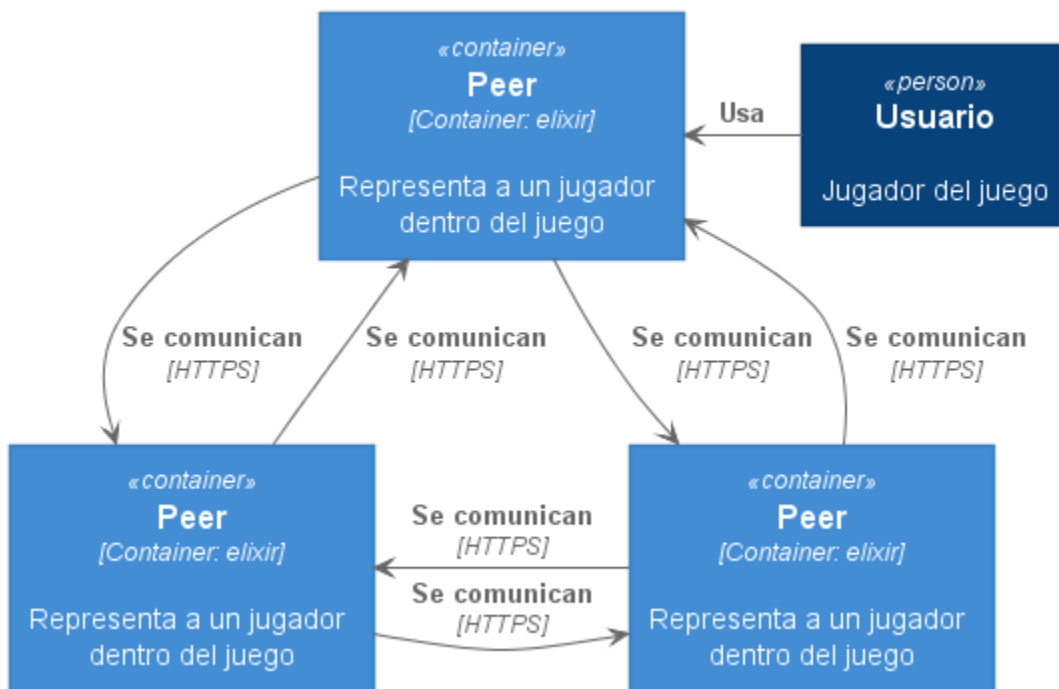 «container»
Peer
[Container: elixir]
Representa a un jugador
dentro del juego
«person»
Usuario
Jugador del juego
Usa
Se comunican
[HTTPS]
Se comunican
[HTTPS]
Se comunican
[HTTPS]
Se comunican
[HTTPS]
«container»
Peer
[Container: elixir]
Representa a un jugador
dentro del juego
Se comunican
[HTTPS]
Se comunican
[HTTPS]
«container»
Peer
[Container: elixir]
Representa a un jugador
dentro del juego